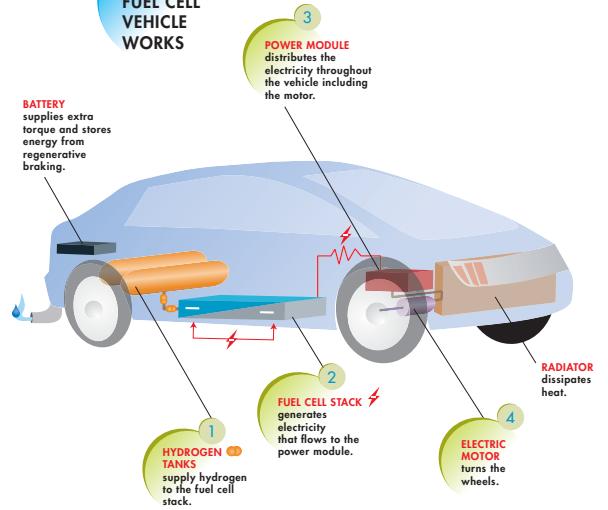 FUEL CELL
VEHICLE
WORKS
3
POWER MODULE
distributes the
electricity throughout
the vehicle including
the motor.
BATTERY
supplies extra
torque and stores
energy from
regenerative
braking.
RADIATOR
dissipates
heat.
2
FUEL CELL STACK
generates
electricity
that flows to the
power module.
1
HYDROGEN
TANKS
supply hydrogen
to the fuel cell
stack.
4
ELECTRIC
MOTOR
turns the
wheels.